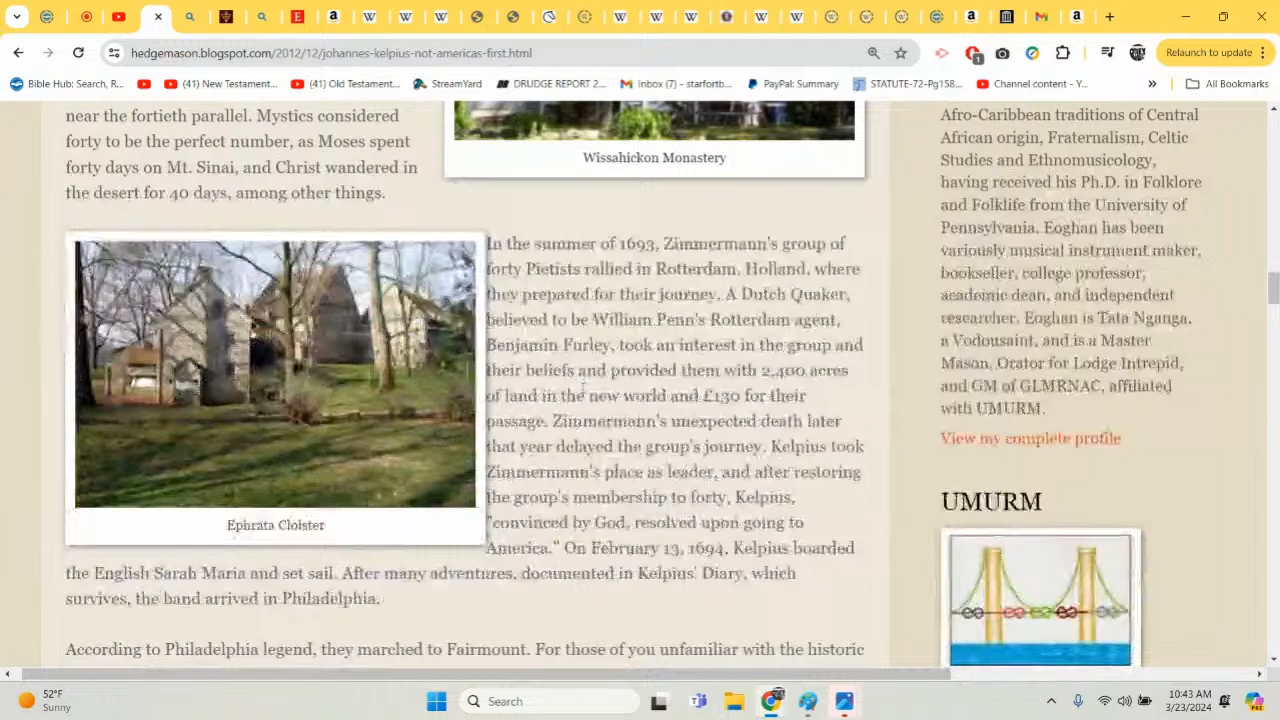 hedgemason.blogspot.com/2012/12/johannes-kelpius-not-americas-first.html
Relaunch to update
Bible Hub: Search, R...
(41) New Testament...
(41) Old Testament...
StreamYard
DRUDGE REPORT 2...
Inbox (7) - starfortb...
PayPal: Summary
STATUTE-72-Pg158...
Channel content - Y...
»
All Bookmarks
near the fortieth parallel. Mystics considered
forty to be the perfect number, as Moses spent
forty days on Mt. Sinai, and Christ wandered in
the desert for 40 days, among other things.
Wissahickon Monastery
Ephrata Cloister
In the summer of 1693, Zimmermann's group of
forty Pietists rallied in Rotterdam, Holland, where
they prepared for their journey. A Dutch Quaker,
believed to be William Penn's Rotterdam agent,
Benjamin Furley, took an interest in the group and
their beliefs and provided them with 2,400 acres
of land in the new world and £130 for their
passage. Zimmermann's unexpected death later
that year delayed the group's journey. Kelpius took
Zimmermann's place as leader, and after restoring
the group's membership to forty, Kelpius,
"convinced by God, resolved upon going to
America." On February 13, 1694, Kelpius boarded
the English Sarah Maria and set sail. After many adventures, documented in Kelpius' Diary, which
survives, the band arrived in Philadelphia.
According to Philadelphia legend, they marched to Fairmount. For those of you unfamiliar with the historic
Afro-Caribbean traditions of Central
African origin, Fraternalism, Celtic
Studies and Ethnomusicology,
having received his Ph.D. in Folklore
and Folklife from the University of
Pennsylvania. Eoghan has been
variously musical instrument maker,
bookseller, college professor,
academic dean, and independent
researcher. Eoghan is Tata Nganga,
a Vodousaint, and is a Master
Mason, Orator for Lodge Intrepid,
and GM of GLMRNAC, affiliated
with UMURM.
View my complete profile
UMURM
52°F
Sunny
Search
10:43 AM
3/23/2024